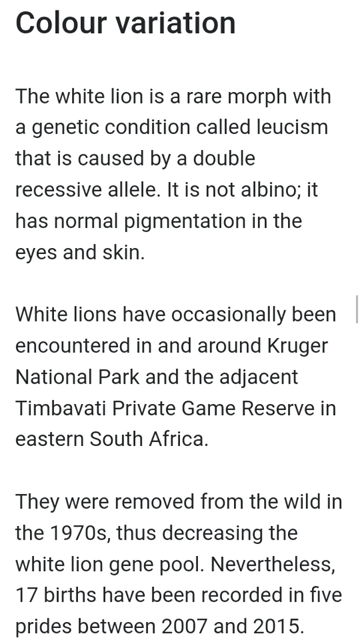 Colour variation
The white lion is a rare morph with
a genetic condition called leucism
that is caused by a double
recessive allele. It is not albino; it
has normal pigmentation in the
eyes and skin.
White lions have occasionally been
encountered in and around Kruger
National Park and the adjacent
Timbavati Private Game Reserve in
eastern South Africa.
They were removed from the wild in
the 1970s, thus decreasing the
white lion gene pool. Nevertheless,
17 births have been recorded in five
prides between 2007 and 2015.